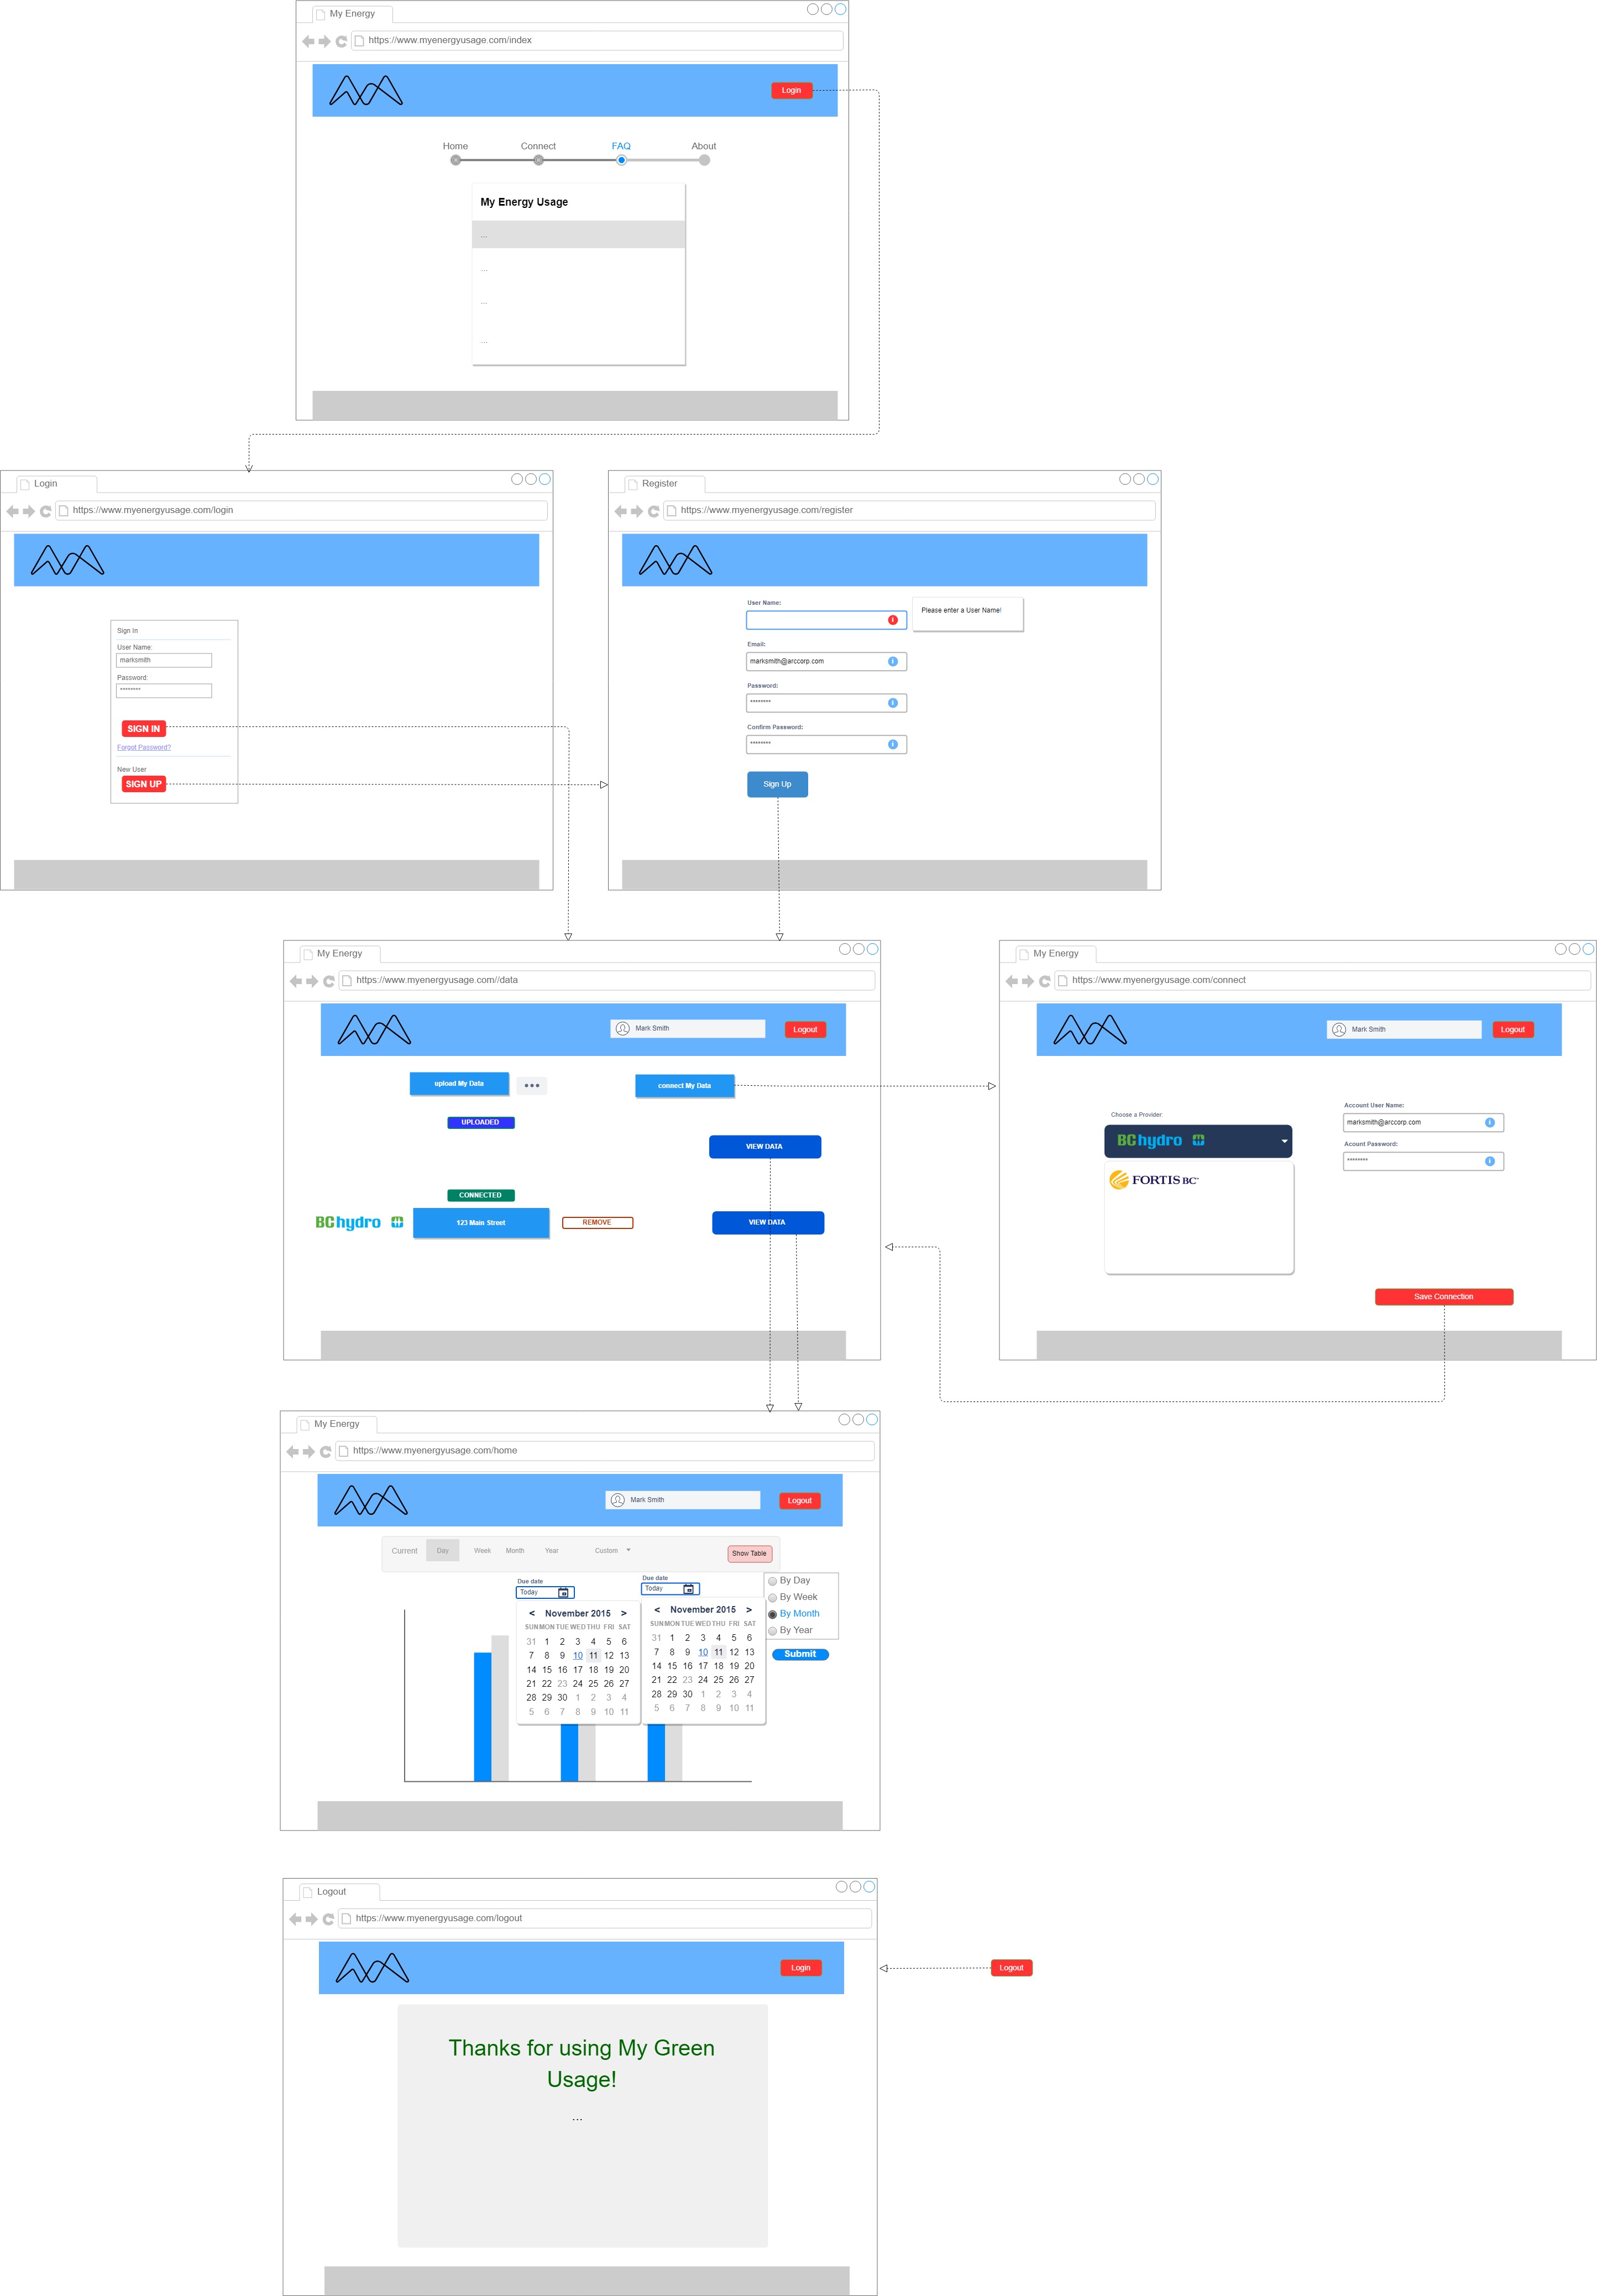 My Energy
https://www.myenergyusage.com/index
Login
Home
Connect
FAQ
About
My Energy Usage
...
...
...
...
Login
https://www.myenergyusage.com/login
Sign In
User Name:
marksmith
Password:
********
SIGN IN
Forgot Password?
New User
SIGN UP
Register
https://www.myenergyusage.com/register
User Name:
Please enter a User Name!
Email:
marksmith@arccorp.com
Password:
********
Confirm Password:
********
Sign Up
My Energy
https://www.myenergyusage.com//data
Mark Smith
Logout
upload My Data
connect My Data
UPLOADED
VIEW DATA
CONNECTED
BC hydro
123 Main Street
REMOVE
VIEW DATA
My Energy
https://www.myenergyusage.com/connect
Mark Smith
Logout
Choose a Provider:
BC hydro
FORTIS BC
Account User Name:
marksmith@arccorp.com
Acount Password:
********
Save Connection
My Energy
https://www.myenergyusage.com/home
Mark Smith
Logout
Current Day Week Month Year Custom
Show Table
Due date
Today
< November 2015 >
SUN MON TUE WED THU FRI SAT
31 1 2 3 4 5 6
7 8 9 10 11 12 13
14 15 16 17 18 19 20
21 22 23 24 25 26 27
28 29 30 1 2 3 4
5 6 7 8 9 10 11
Due date
Today
< November 2015 >
SUN MON TUE WED THU FRI SAT
31 1 2 3 4 5 6
7 8 9 10 11 12 13
14 15 16 17 18 19 20
21 22 23 24 25 26 27
28 29 30 1 2 3 4
5 6 7 8 9 10 11
By Day
By Week
By Month
By Year
Submit
Logout
https://www.myenergyusage.com/logout
Login
Logout
Thanks for using My Green
Usage!
...